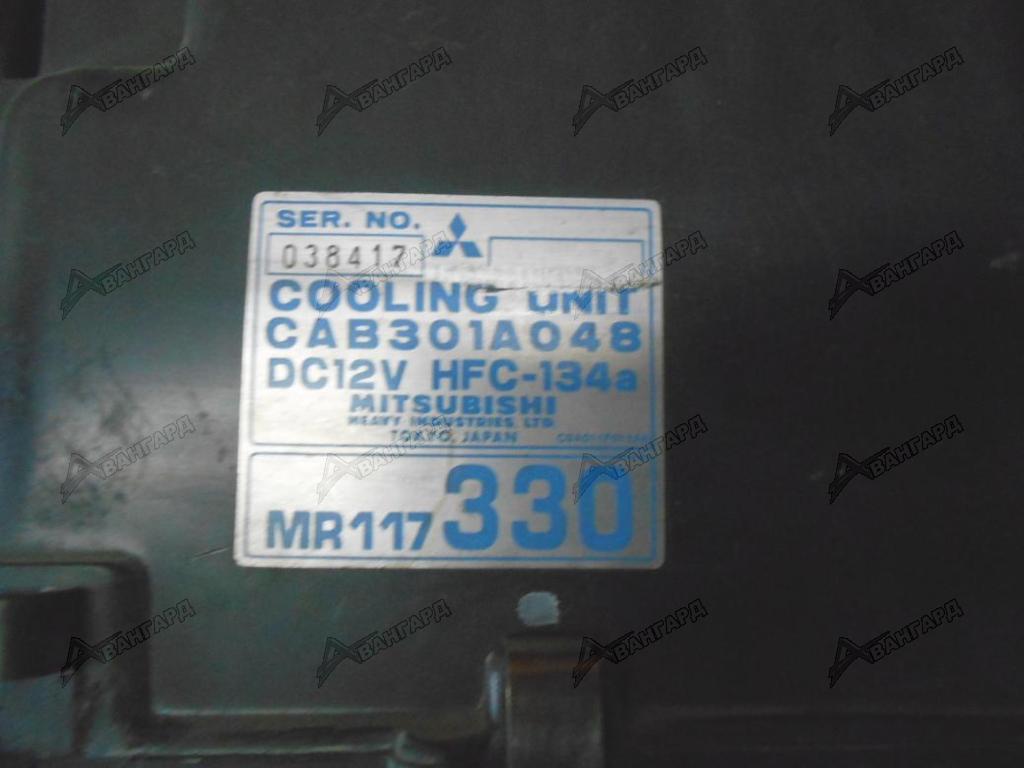 SER. NO.
038417
COOLING UNIT
CAB301A048
DC12V HFC-134a
MITSUBISHI
HEAVY INDUSTRIES, LTD.
TOKYO, JAPAN
MR117330
АВАНГАРД